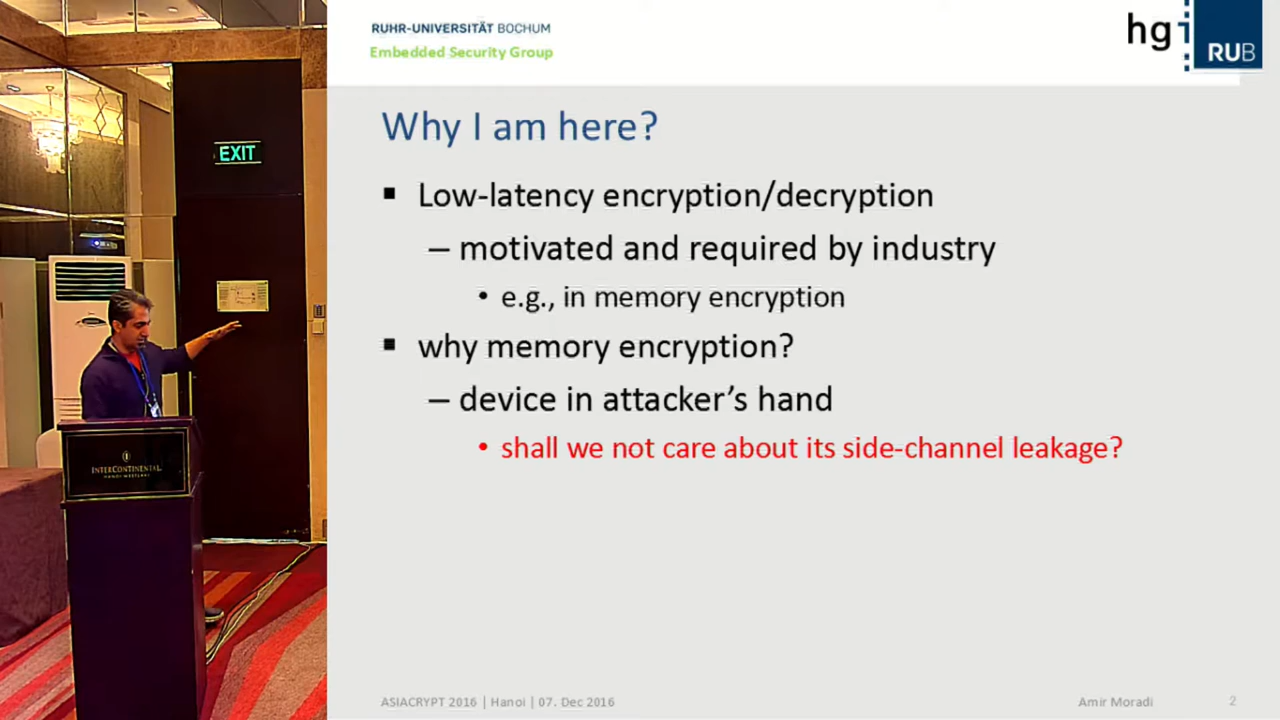 RUHR-UNIVERSITÄT BOCHUM
Embedded Security Group
hgi
RUB
Why I am here?
▪ Low-latency encryption/decryption
– motivated and required by industry
• e.g., in memory encryption
▪ why memory encryption?
– device in attacker's hand
• shall we not care about its side-channel leakage?
ASIACRYPT 2016 | Hanoi | 07. Dec 2016
Amir Moradi
2
EXIT
INTERCONTINENTAL
HANOI WESTLAKE